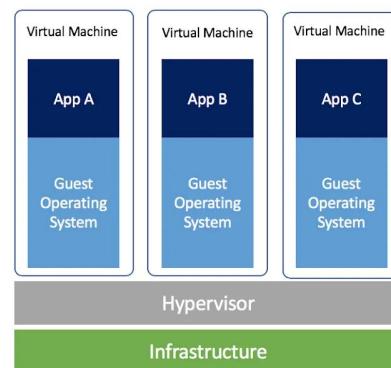 Virtual Machine
Virtual Machine
Virtual Machine
App A
App B
App C
Guest
Operating
System
Guest
Operating
System
Guest
Operating
System
Hypervisor
Infrastructure